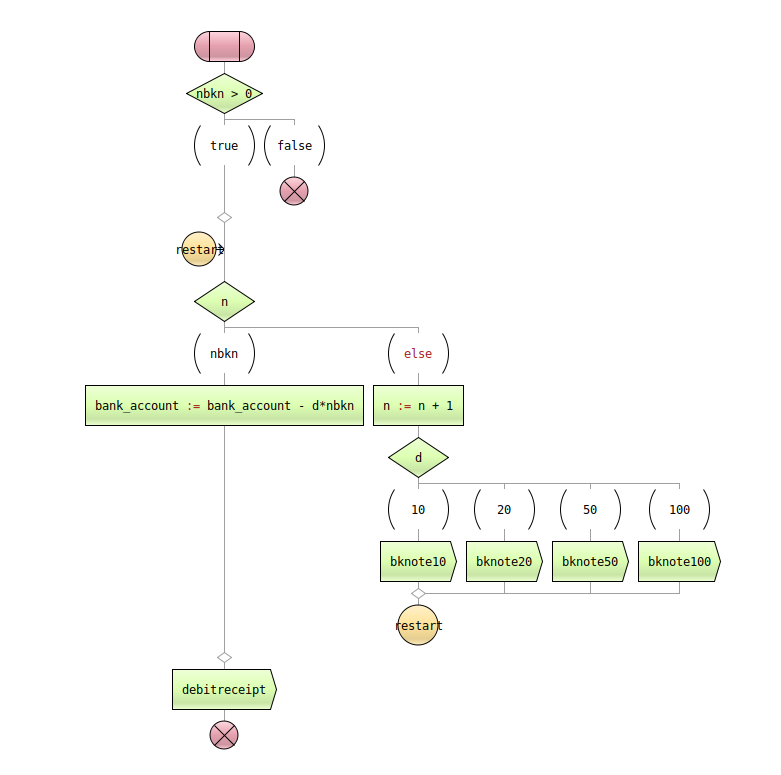 nbkn > 0
true
false
restart
n
nbkn
else
bank_account := bank_account - d*nbkn
n := n + 1
d
10
20
50
100
bknote10
bknote20
bknote50
bknote100
restart
debitreceipt